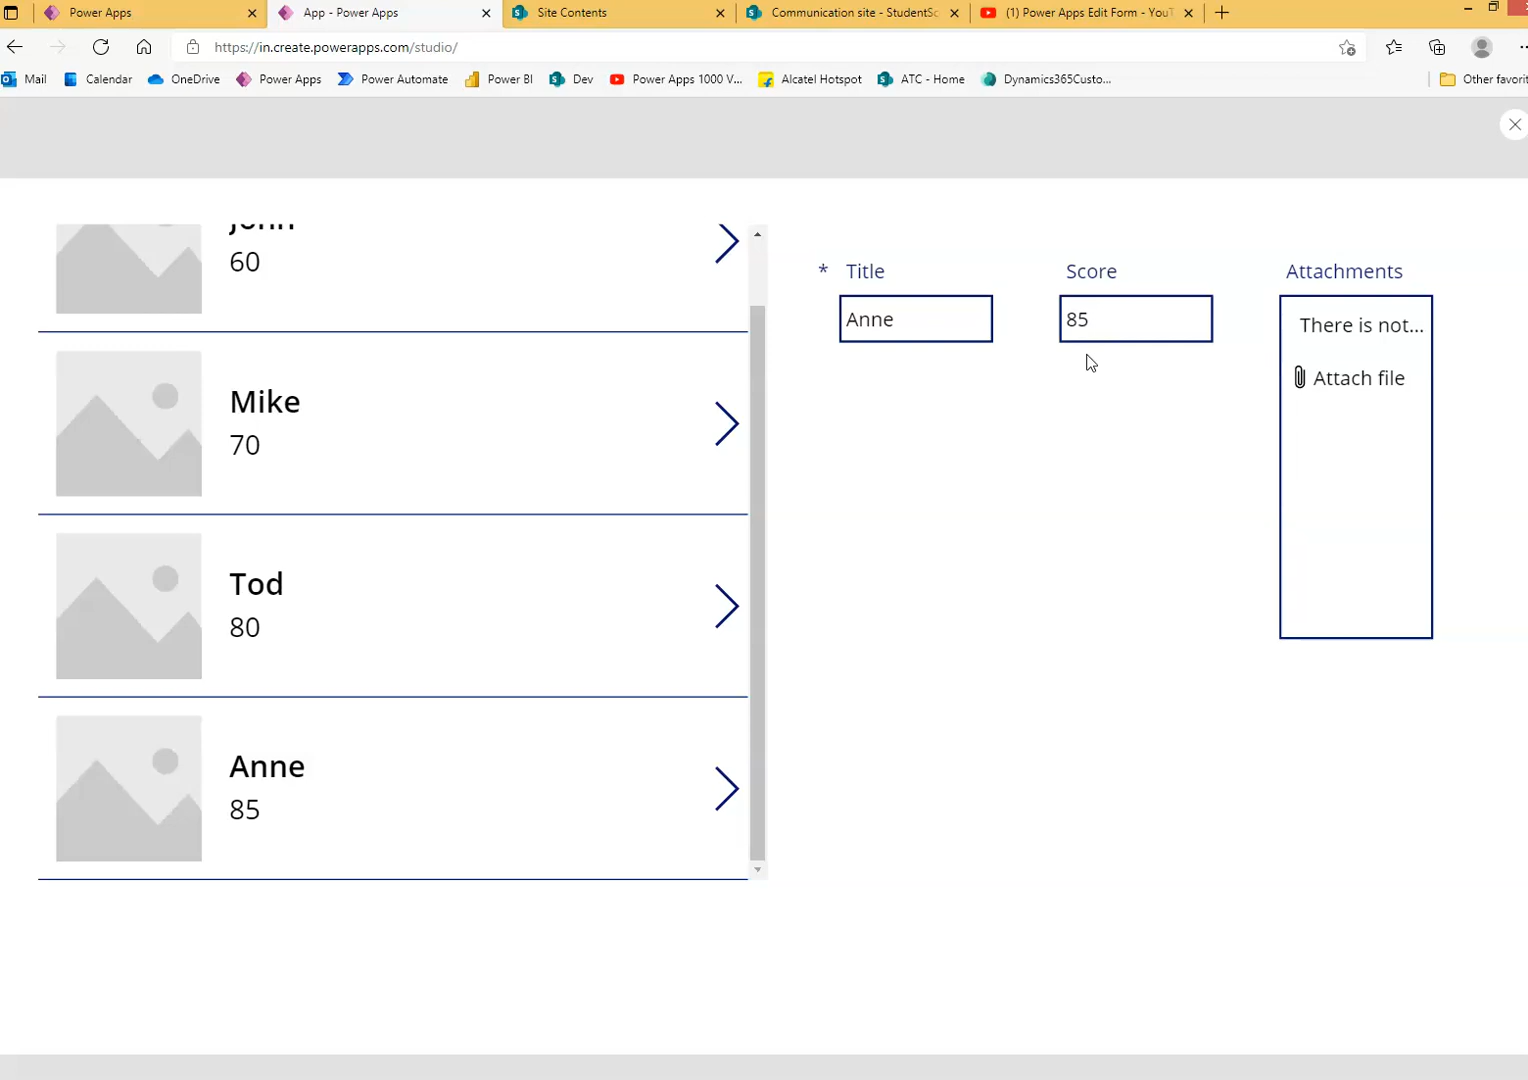 Power Apps
App - Power Apps
Site Contents
Communication site - StudentSc
(1) Power Apps Edit Form - YouT
https://in.create.powerapps.com/studio/
Mail
Calendar
OneDrive
Power Apps
Power Automate
Power BI
Dev
Power Apps 1000 V...
Alcatel Hotspot
ATC - Home
Dynamics365Custo...
Other favorit
John
60
Mike
70
Tod
80
Anne
85
* Title
Anne
Score
85
Attachments
There is not...
Attach file